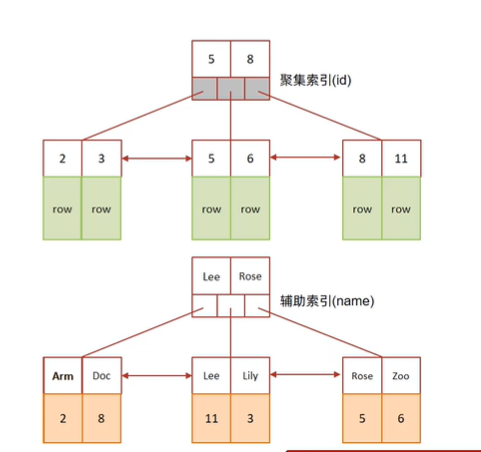 5 8
聚集索引(id)
2 3 5 6 8 11
row row row row row row
Lee Rose
辅助索引(name)
Arm Doc Lee Lily Rose Zoo
2 8 11 3 5 6